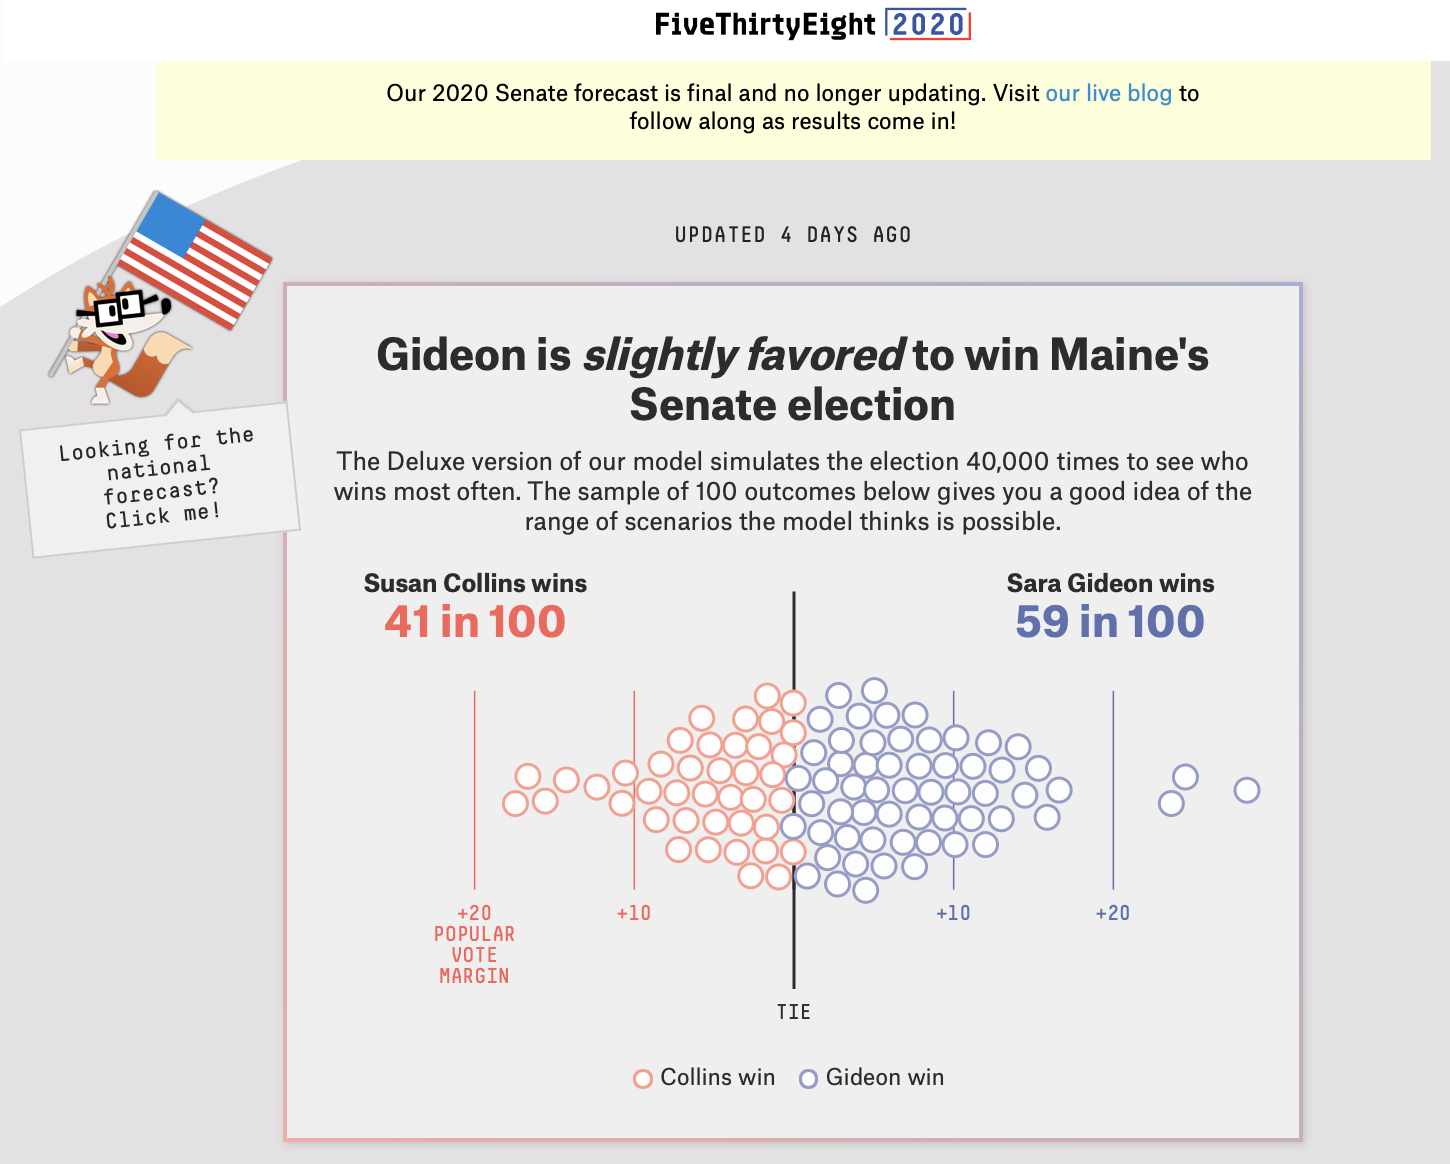 FiveThirtyEight 2020
Our 2020 Senate forecast is final and no longer updating. Visit our live blog to
follow along as results come in!
UPDATED 4 DAYS AGO
Looking for the
national
forecast?
Click me!
Gideon is slightly favored to win Maine's
Senate election
The Deluxe version of our model simulates the election 40,000 times to see who
wins most often. The sample of 100 outcomes below gives you a good idea of the
range of scenarios the model thinks is possible.
Susan Collins wins
41 in 100
Sara Gideon wins
59 in 100
+20
POPULAR
VOTE
MARGIN
+10
+10
+20
TIE
Collins win
Gideon win